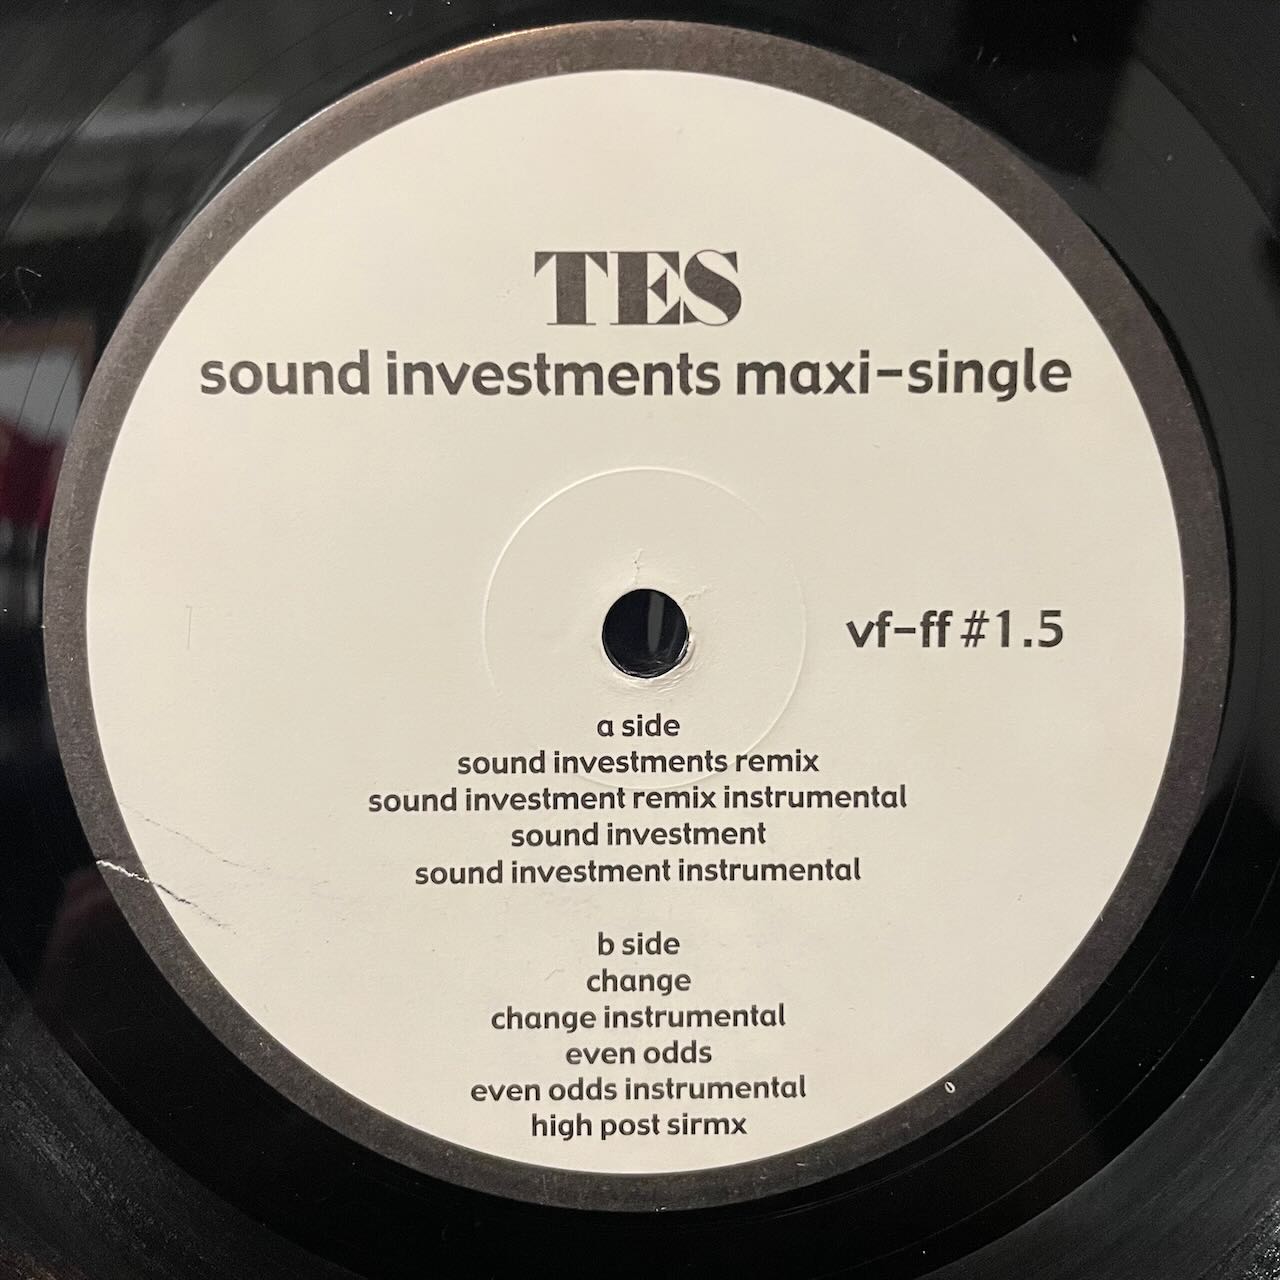 TES
sound investments maxi-single
vf-ff #1.5
a side
sound investments remix
sound investment remix instrumental
sound investment
sound investment instrumental
b side
change
change instrumental
even odds
even odds instrumental
high post sirmx